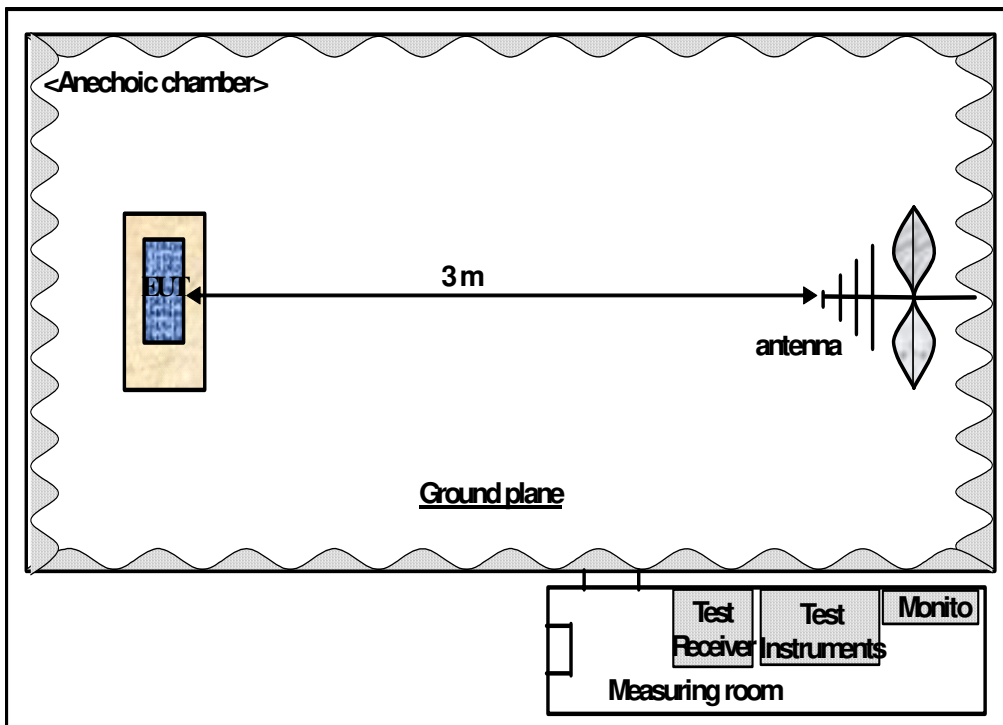 <Anechoic chamber>
EUT
3 m
antenna
Ground plane
Test
Receiver
Test
Instruments
Monito
Measuring room